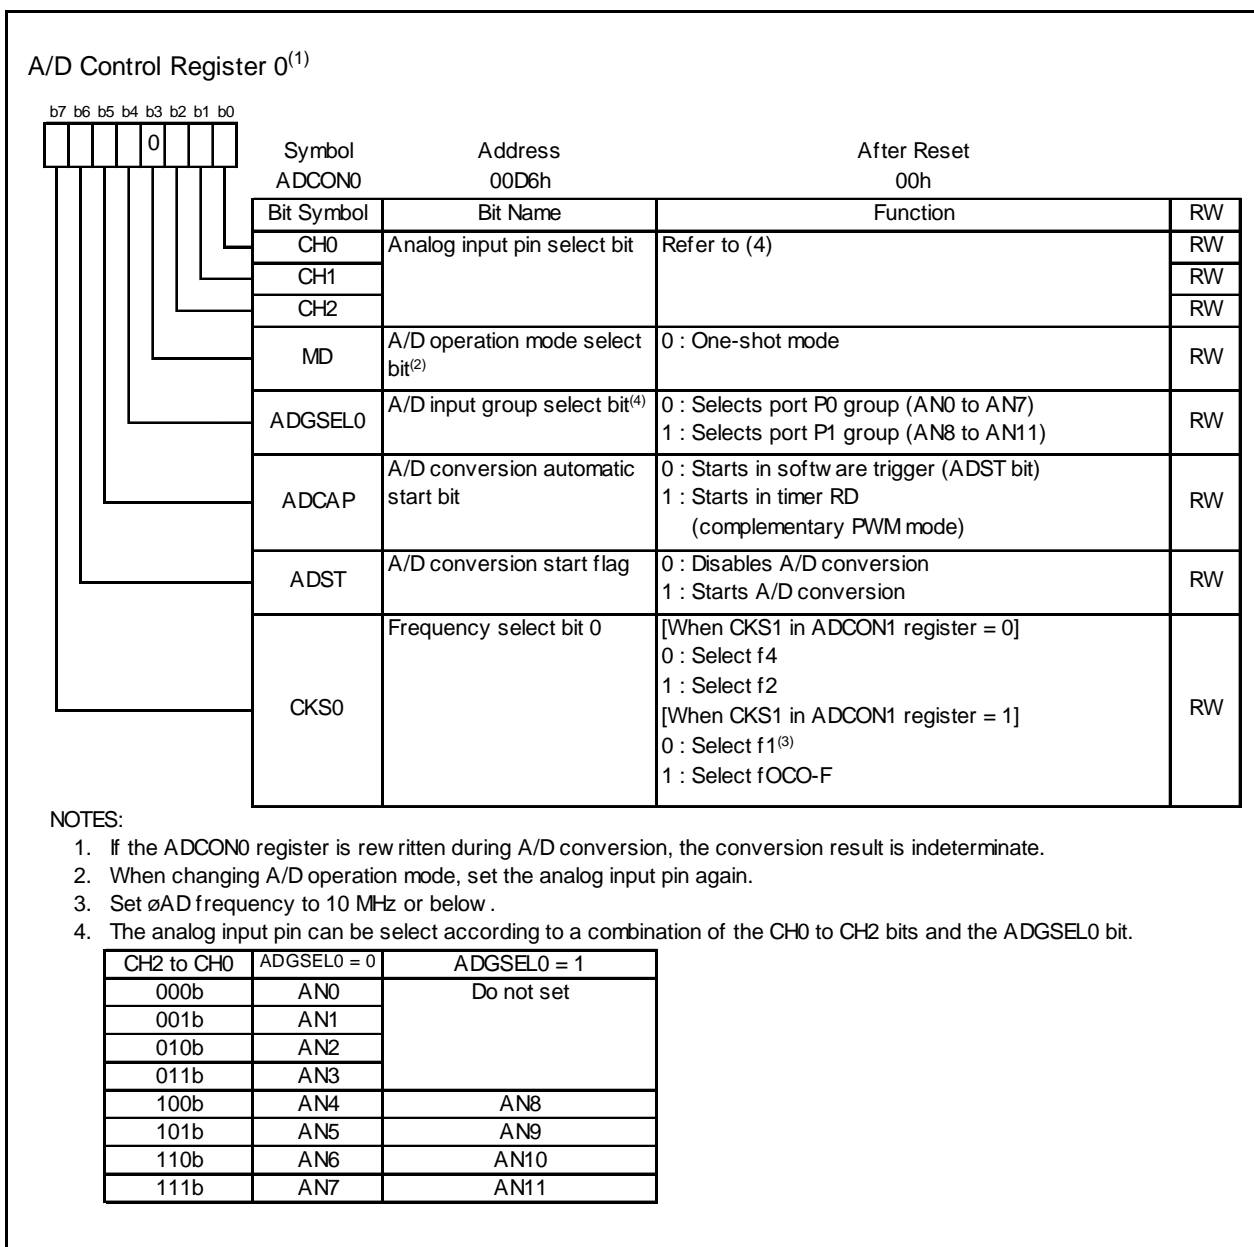 A/D Control Register 0(1)
b7 b6 b5 b4 b3 b2 b1 b0
0
Symbol Address After Reset
ADCON0 00D6h 00h
Bit Symbol Bit Name Function RW
CH0 Analog input pin select bit Refer to (4) RW
CH1 RW
CH2 RW
MD A/D operation mode select bit(2) 0 : One-shot mode RW
ADGSEL0 A/D input group select bit(4) 0 : Selects port P0 group (AN0 to AN7)
1 : Selects port P1 group (AN8 to AN11) RW
ADCAP A/D conversion automatic start bit 0 : Starts in software trigger (ADST bit)
1 : Starts in timer RD
(complementary PWM mode) RW
ADST A/D conversion start flag 0 : Disables A/D conversion
1 : Starts A/D conversion RW
CKS0 Frequency select bit 0 [When CKS1 in ADCON1 register = 0]
0 : Select f4
1 : Select f2
[When CKS1 in ADCON1 register = 1]
0 : Select f1(3)
1 : Select fOCO-F RW
NOTES:
1. If the ADCON0 register is rewritten during A/D conversion, the conversion result is indeterminate.
2. When changing A/D operation mode, set the analog input pin again.
3. Set øAD frequency to 10 MHz or below.
4. The analog input pin can be select according to a combination of the CH0 to CH2 bits and the ADGSEL0 bit.
CH2 to CH0 ADGSEL0 = 0 ADGSEL0 = 1
000b AN0 Do not set
001b AN1
010b AN2
011b AN3
100b AN4 AN8
101b AN5 AN9
110b AN6 AN10
111b AN7 AN11